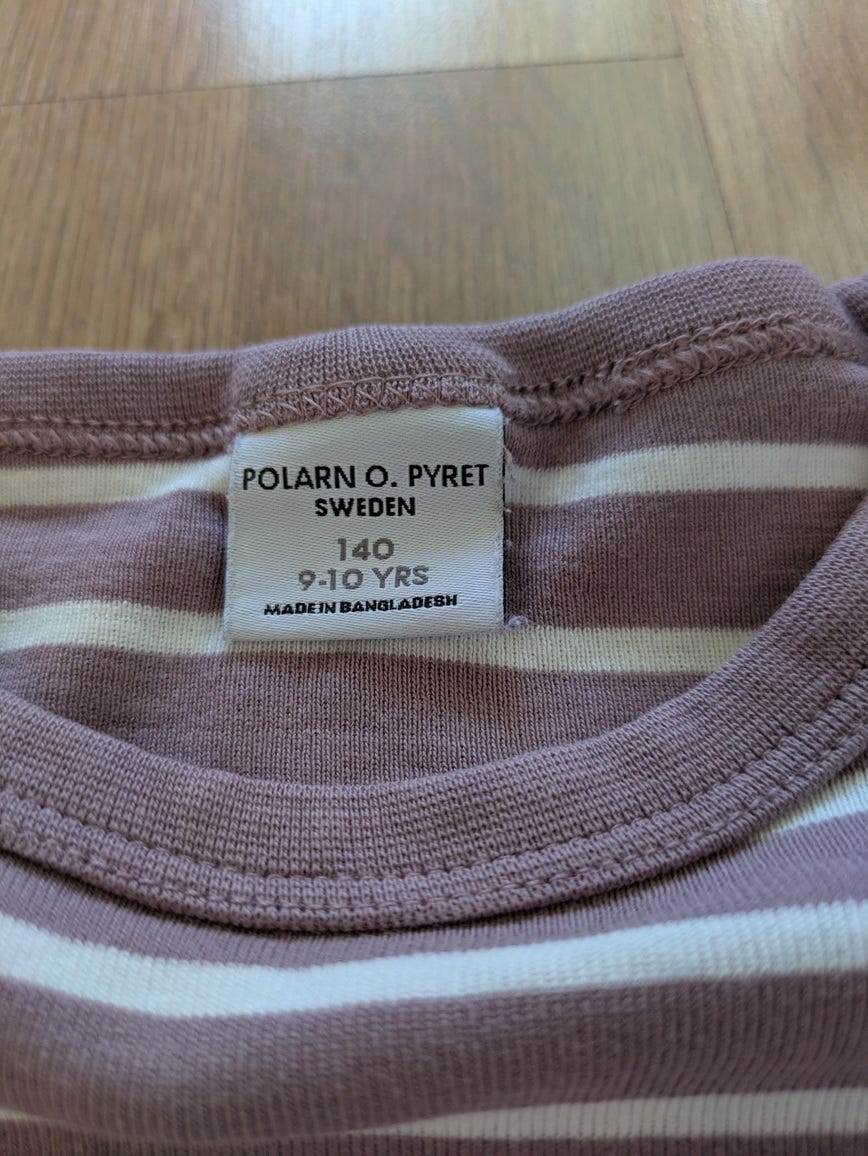 POLARN O. PYRET
SWEDEN
140
9-10 YRS
MADE IN BANGLADESH